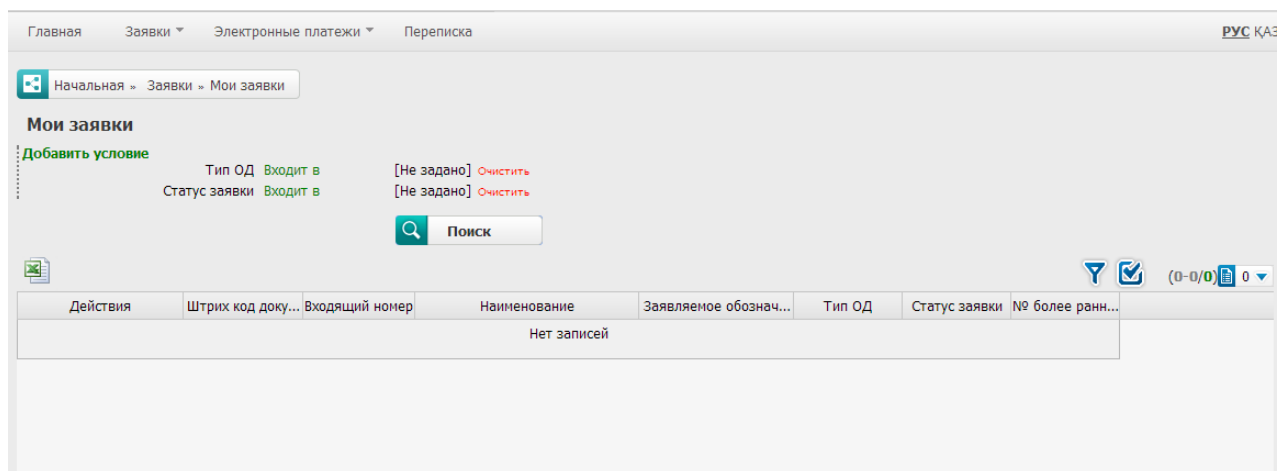 Главная Заявки Электронные платежи Переписка РУС ҚАЗ
Начальная » Заявки » Мои заявки
Мои заявки
Добавить условие
Тип ОД Входит в [Не задано] Очистить
Статус заявки Входит в [Не задано] Очистить
Поиск
(0-0/0) 0
Действия Штрих код доку... Входящий номер Наименование Заявляемое обознач... Тип ОД Статус заявки № более ранн...
Нет записей